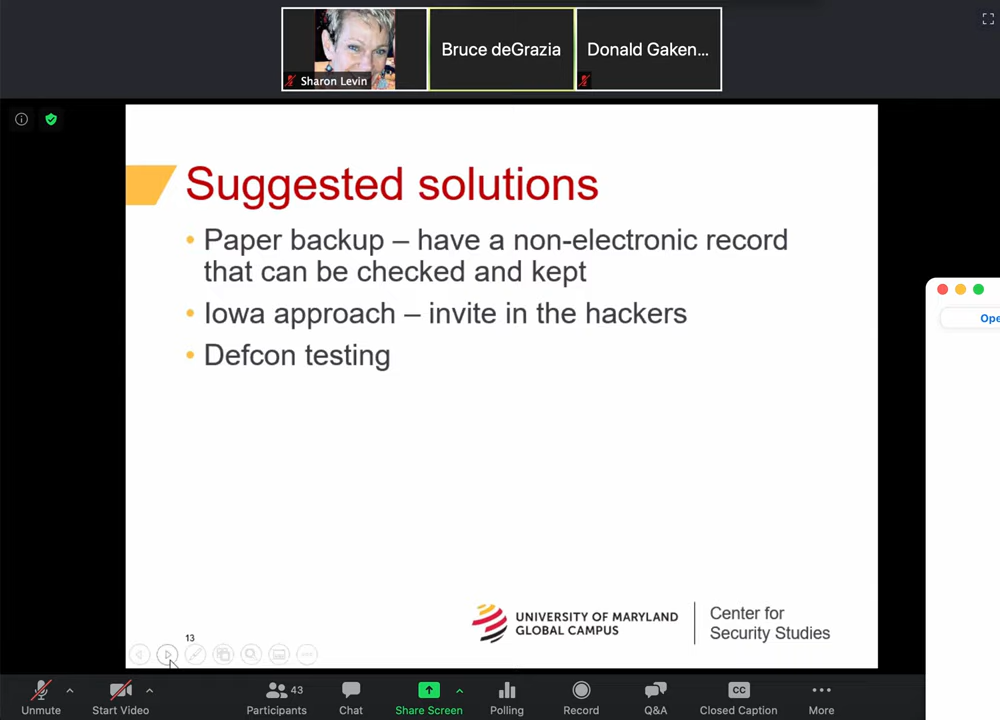 Sharon Levin
Bruce deGrazia
Donald Gaken...
Suggested solutions
• Paper backup – have a non-electronic record
that can be checked and kept
• Iowa approach – invite in the hackers
• Defcon testing
Ope
UNIVERSITY OF MARYLAND
GLOBAL CAMPUS
Center for
Security Studies
13
Unmute
Start Video
43
Participants
Chat
Share Screen
Polling
Record
Q&A
CC
Closed Caption
More